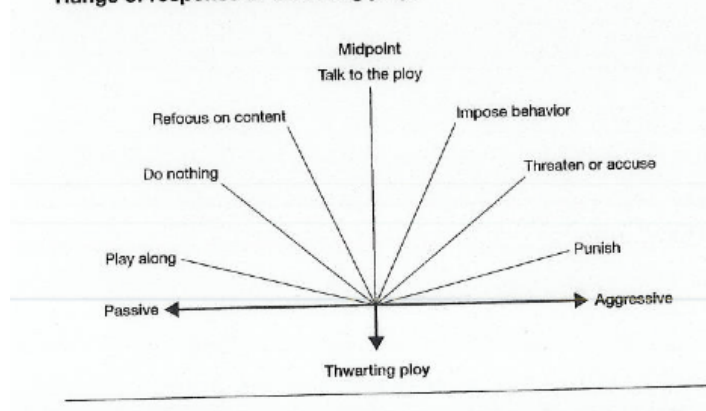 Midpoint
Talk to the ploy
Refocus on content
Impose behavior
Do nothing
Threaten or accuse
Play along
Punish
Passive
Aggressive
Thwarting ploy